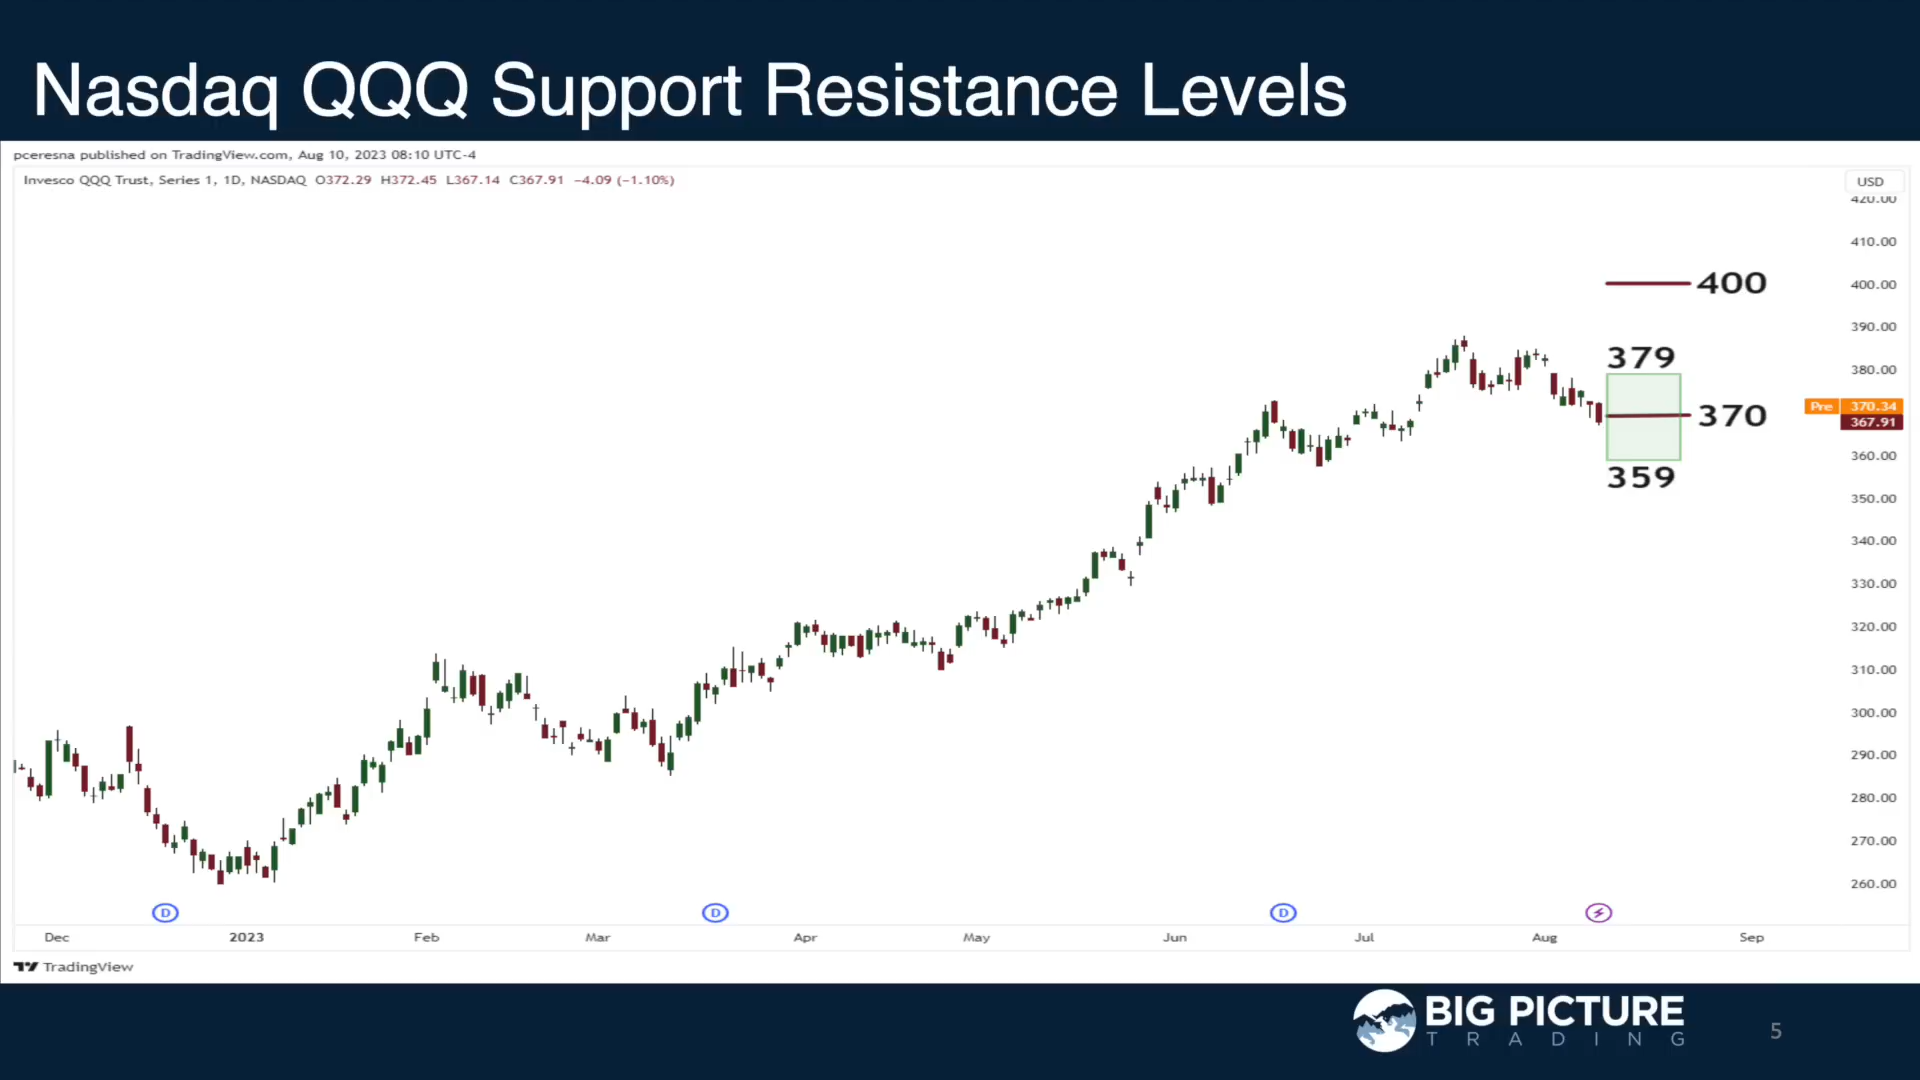 Nasdaq QQQ Support Resistance Levels
pceresna published on TradingView.com, Aug 10, 2023 08:10 UTC-4
Invesco QQQ Trust, Series 1, 1D, NASDAQ O372.29 H372.45 L367.14 C367.91 −4.09 (−1.10%)
USD
420.00
410.00
400
400.00
390.00
379
380.00
Pre 370.34
370
367.91
360.00
359
350.00
340.00
330.00
320.00
310.00
300.00
290.00
280.00
270.00
260.00
D D D
Dec 2023 Feb Mar Apr May Jun Jul Aug Sep
TradingView
BIG PICTURE
TRADING
5